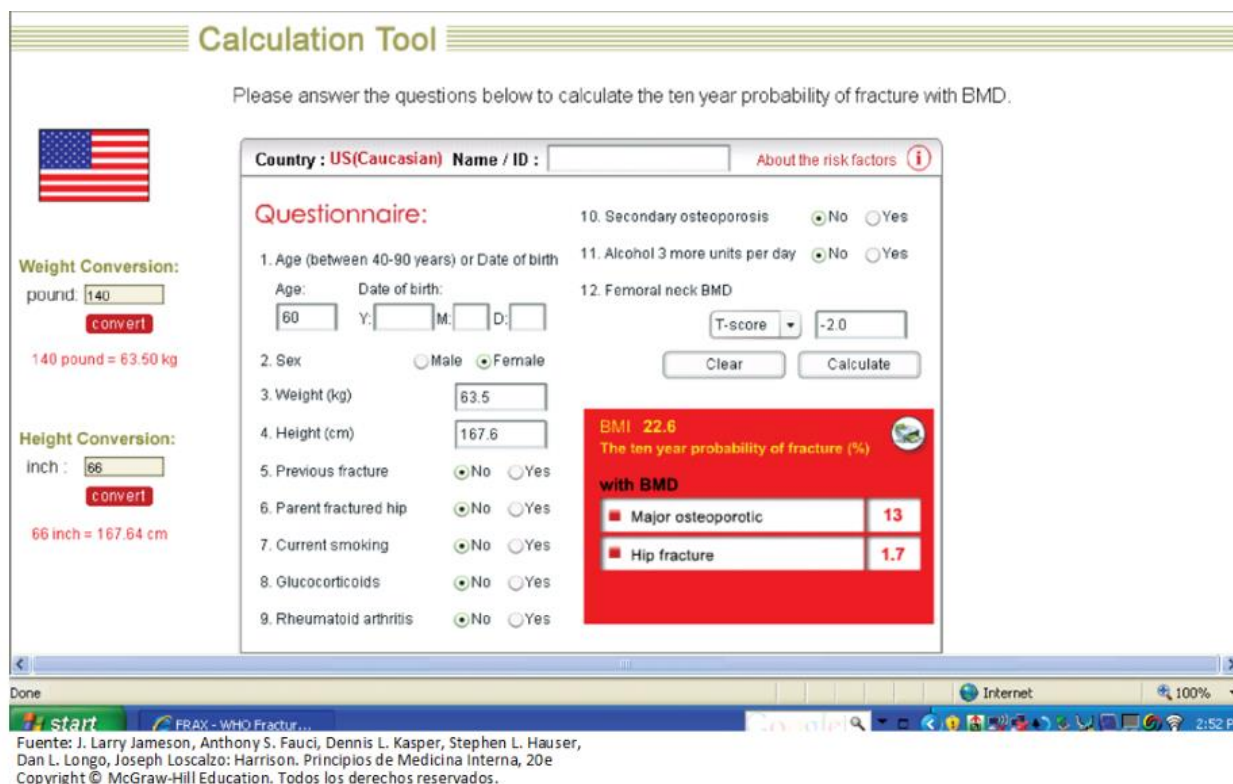 Calculation Tool
Please answer the questions below to calculate the ten year probability of fracture with BMD.
Weight Conversion:
pound: 140
convert
140 pound = 63.50 kg
Height Conversion:
inch : 66
convert
66 inch = 167.64 cm
Country : US(Caucasian) Name / ID :
About the risk factors i
Questionnaire:
1. Age (between 40-90 years) or Date of birth
Age: Date of birth:
60 Y: M: D:
2. Sex Male Female
3. Weight (kg) 63.5
4. Height (cm) 167.6
5. Previous fracture No Yes
6. Parent fractured hip No Yes
7. Current smoking No Yes
8. Glucocorticoids No Yes
9. Rheumatoid arthritis No Yes
10. Secondary osteoporosis No Yes
11. Alcohol 3 more units per day No Yes
12. Femoral neck BMD
T-score -2.0
Clear Calculate
BMI 22.6
The ten year probability of fracture (%)
with BMD
Major osteoporotic 13
Hip fracture 1.7
Done Internet 100%
start FRAX - WHO Fractur... Google 2:52 P
Fuente: J. Larry Jameson, Anthony S. Fauci, Dennis L. Kasper, Stephen L. Hauser,
Dan L. Longo, Joseph Loscalzo: Harrison. Principios de Medicina Interna, 20e
Copyright © McGraw-Hill Education. Todos los derechos reservados.